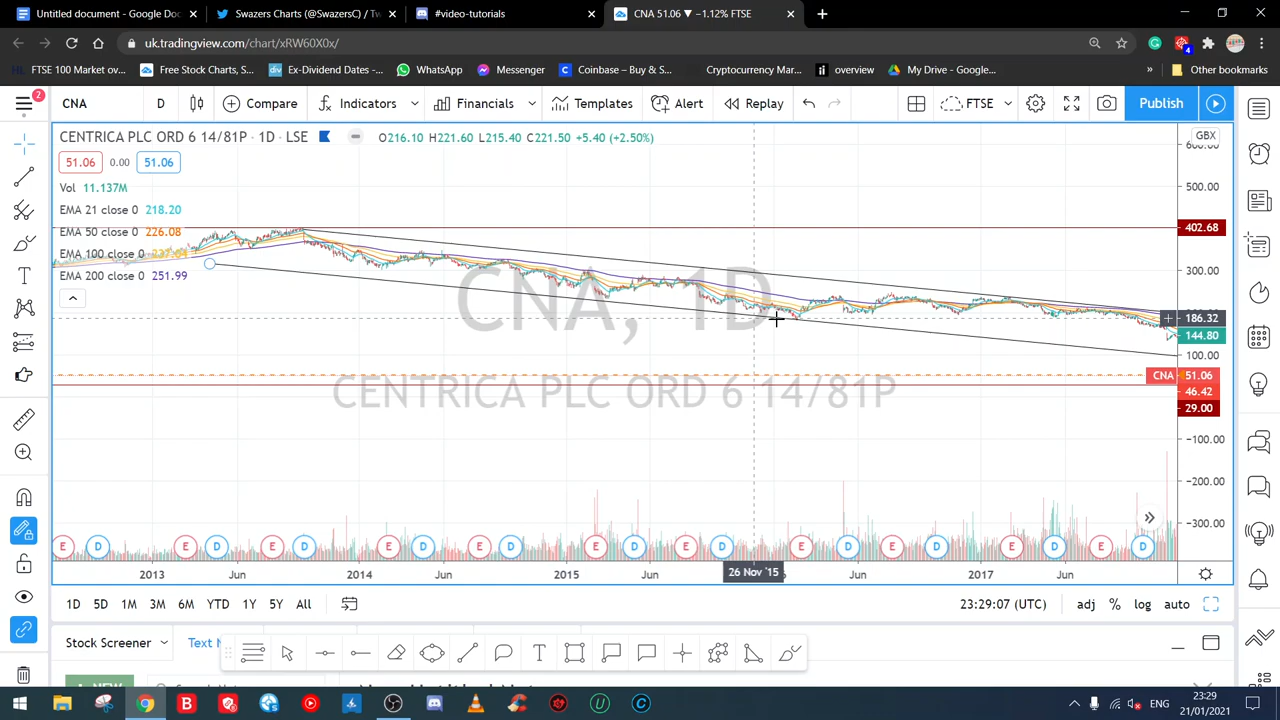 Untitled document - Google Doc
Swazers Charts (@SwazersC) / Tw
#video-tutorials
CNA 51.06 ▼ −1.12% FTSE
uk.tradingview.com/chart/xRW60X0x/
4
FTSE 100 Market ov...
Free Stock Charts, S...
Ex-Dividend Dates -...
WhatsApp
Messenger
Coinbase – Buy & S...
Cryptocurrency Mar...
overview
My Drive - Google...
»
Other bookmarks
2
CNA
D
Compare
Indicators
Financials
Templates
Alert
Replay
FTSE
Publish
CENTRICA PLC ORD 6 14/81P · 1D · LSE
O216.10 H221.60 L215.40 C221.50 +5.40 (+2.50%)
GBX
51.06 0.00 51.06
Vol 11.137M
EMA 21 close 0 218.20
EMA 50 close 0 226.08
EMA 100 close 0
EMA 200 close 0 251.99
CNA, 1D
CENTRICA PLC ORD 6 14/81P
600.00
500.00
402.68
300.00
186.32
144.80
100.00
CNA 51.06
46.42
29.00
-100.00
-200.00
-300.00
E D E D E D E D E D E D E D E D E D E D E D E D E D
2013 Jun 2014 Jun 2015 Jun 26 Nov '15 Jun 2017 Jun
1D 5D 1M 3M 6M YTD 1Y 5Y All
23:29:07 (UTC) adj % log auto
Stock Screener
Text N
NEW
23:29
ENG
21/01/2021